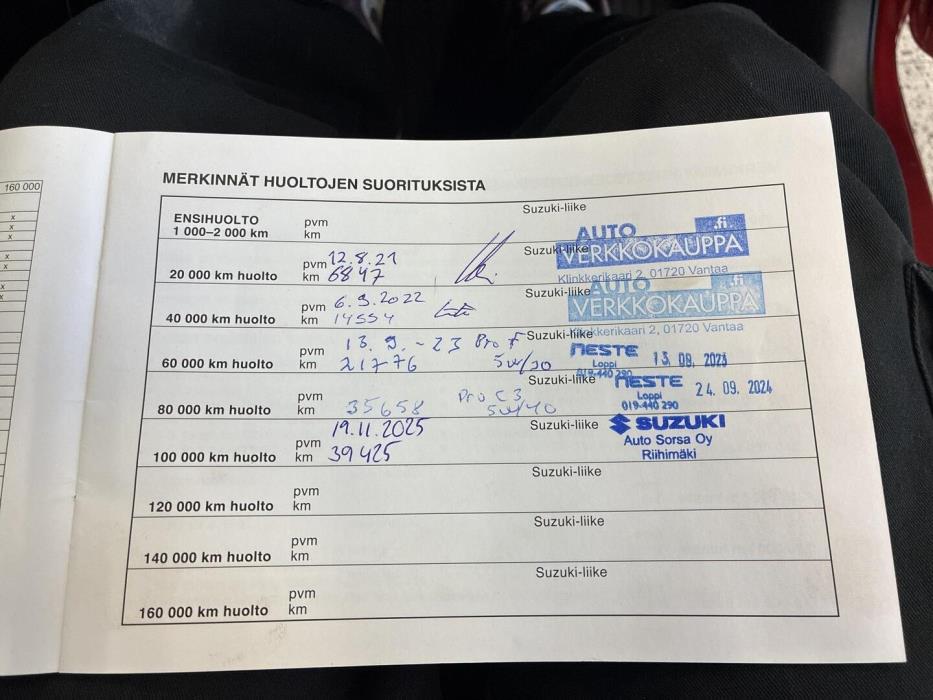 160 000
x
x
x
x
x
x
x
MERKINNÄT HUOLTOJEN SUORITUKSISTA
ENSIHUOLTO
1 000–2 000 km
pvm
km
Suzuki-liike
AUTO .fi
VERKKOKAUPPA
Klinkkerikaari 2, 01720 Vantaa
20 000 km huolto
pvm 12.8.21
km 6847
Suzuki-liike
AUTO .fi
VERKKOKAUPPA
Klinkkerikaari 2, 01720 Vantaa
40 000 km huolto
pvm 6.9.2022
km 14554
Suzuki-liike
60 000 km huolto
pvm 13.9.-23 Pro F
km 21776 5w/30
Suzuki-liike
NESTE 13.09.2023
Loppi
019-440 290
80 000 km huolto
pvm Pro C3
km 35658 5w/40
Suzuki-liike
NESTE 24.09.2024
Loppi
019-440 290
100 000 km huolto
pvm 19.11.2025
km 39425
Suzuki-liike
SUZUKI
Auto Sorsa Oy
Riihimäki
120 000 km huolto
pvm
km
Suzuki-liike
140 000 km huolto
pvm
km
Suzuki-liike
160 000 km huolto
pvm
km
Suzuki-liike